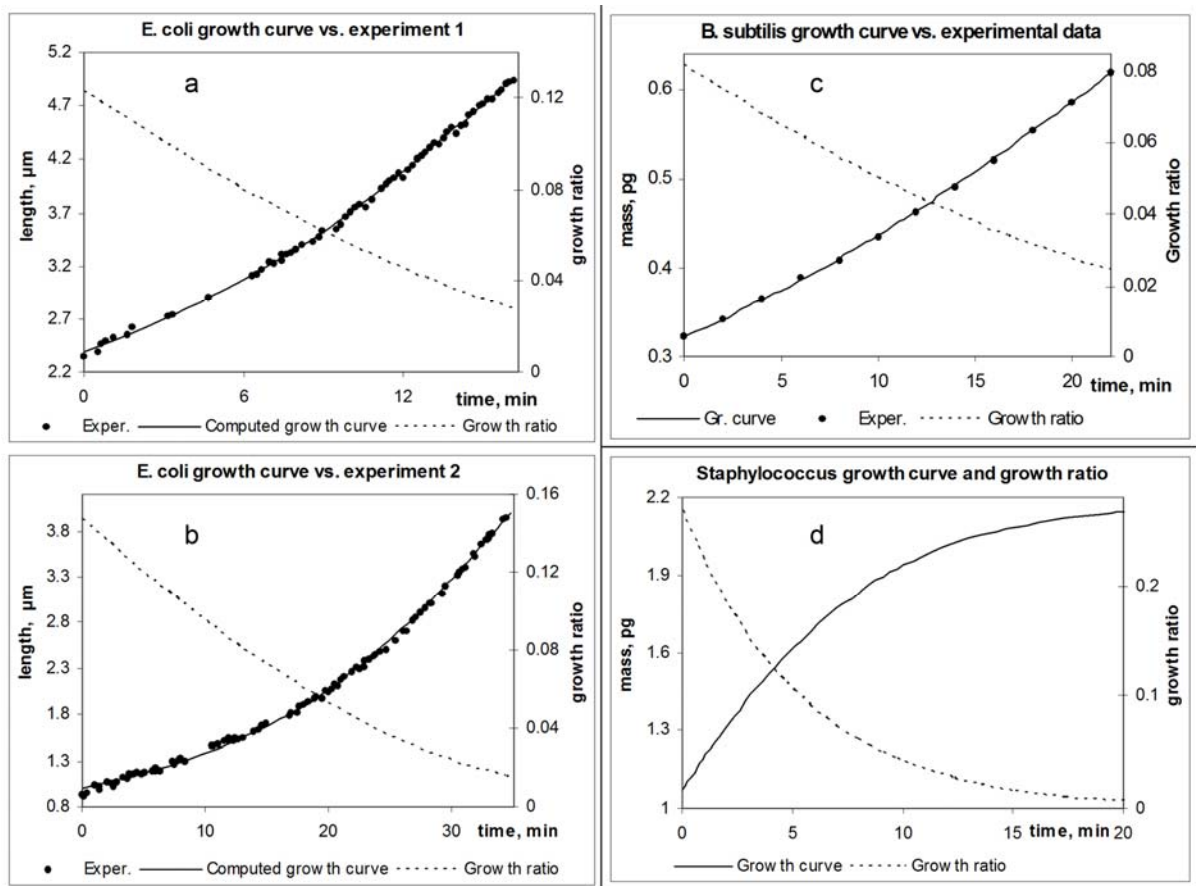 E. coli growth curve vs. experiment 1
a
length, µm
5.2
4.7
4.2
3.7
3.2
2.7
2.2
0.12
0.08
0.04
0
growth ratio
0
6
12
time, min
Exper.
Computed growth curve
Growth ratio
B. subtilis growth curve vs. experimental data
c
mass, pg
0.6
0.5
0.4
0.3
0.08
0.06
0.04
0.02
0
Growth ratio
0
5
10
15
20
time, min
Gr. curve
Exper.
Growth ratio
E. coli growth curve vs. experiment 2
b
length, µm
3.8
3.3
2.8
2.3
1.8
1.3
0.8
0.16
0.12
0.08
0.04
0
growth ratio
0
10
20
30
time, min
Exper.
Computed growth curve
Growth ratio
Staphylococcus growth curve and growth ratio
d
mass, pg
2.2
1.9
1.6
1.3
1
0.2
0.1
0
growth ratio
0
5
10
15
time, min
20
Growth curve
Growth ratio